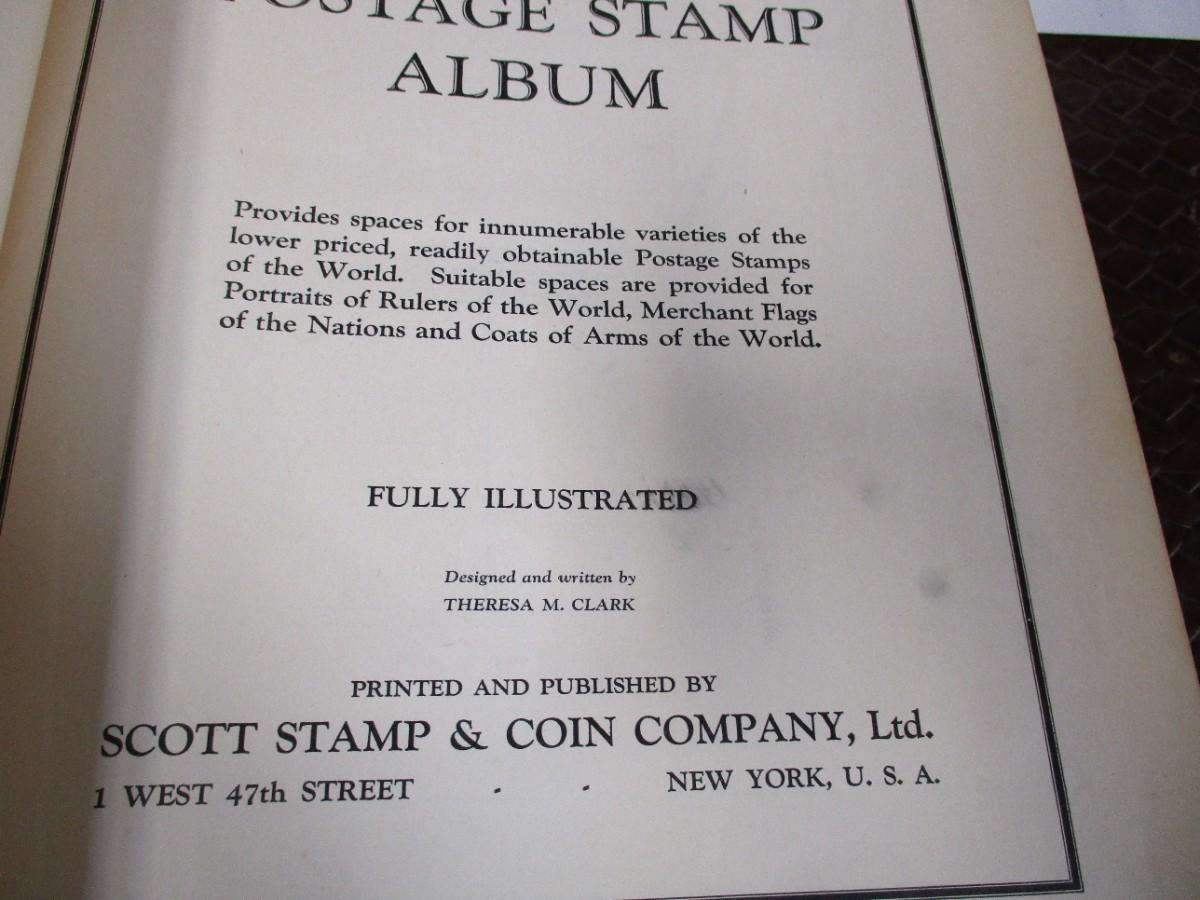 POSTAGE STAMP
ALBUM
Provides spaces for innumerable varieties of the
lower priced, readily obtainable Postage Stamps
of the World. Suitable spaces are provided for
Portraits of Rulers of the World, Merchant Flags
of the Nations and Coats of Arms of the World.
FULLY ILLUSTRATED
Designed and written by
THERESA M. CLARK
PRINTED AND PUBLISHED BY
SCOTT STAMP & COIN COMPANY, Ltd.
1 WEST 47th STREET . . NEW YORK, U. S. A.